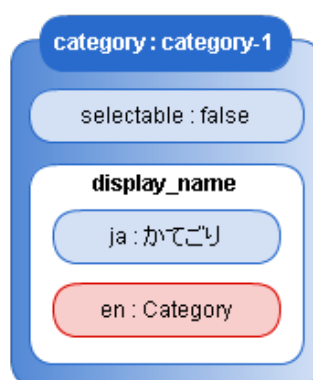 category : category-1
selectable : false
display_name
ja : かてごり
en : Category